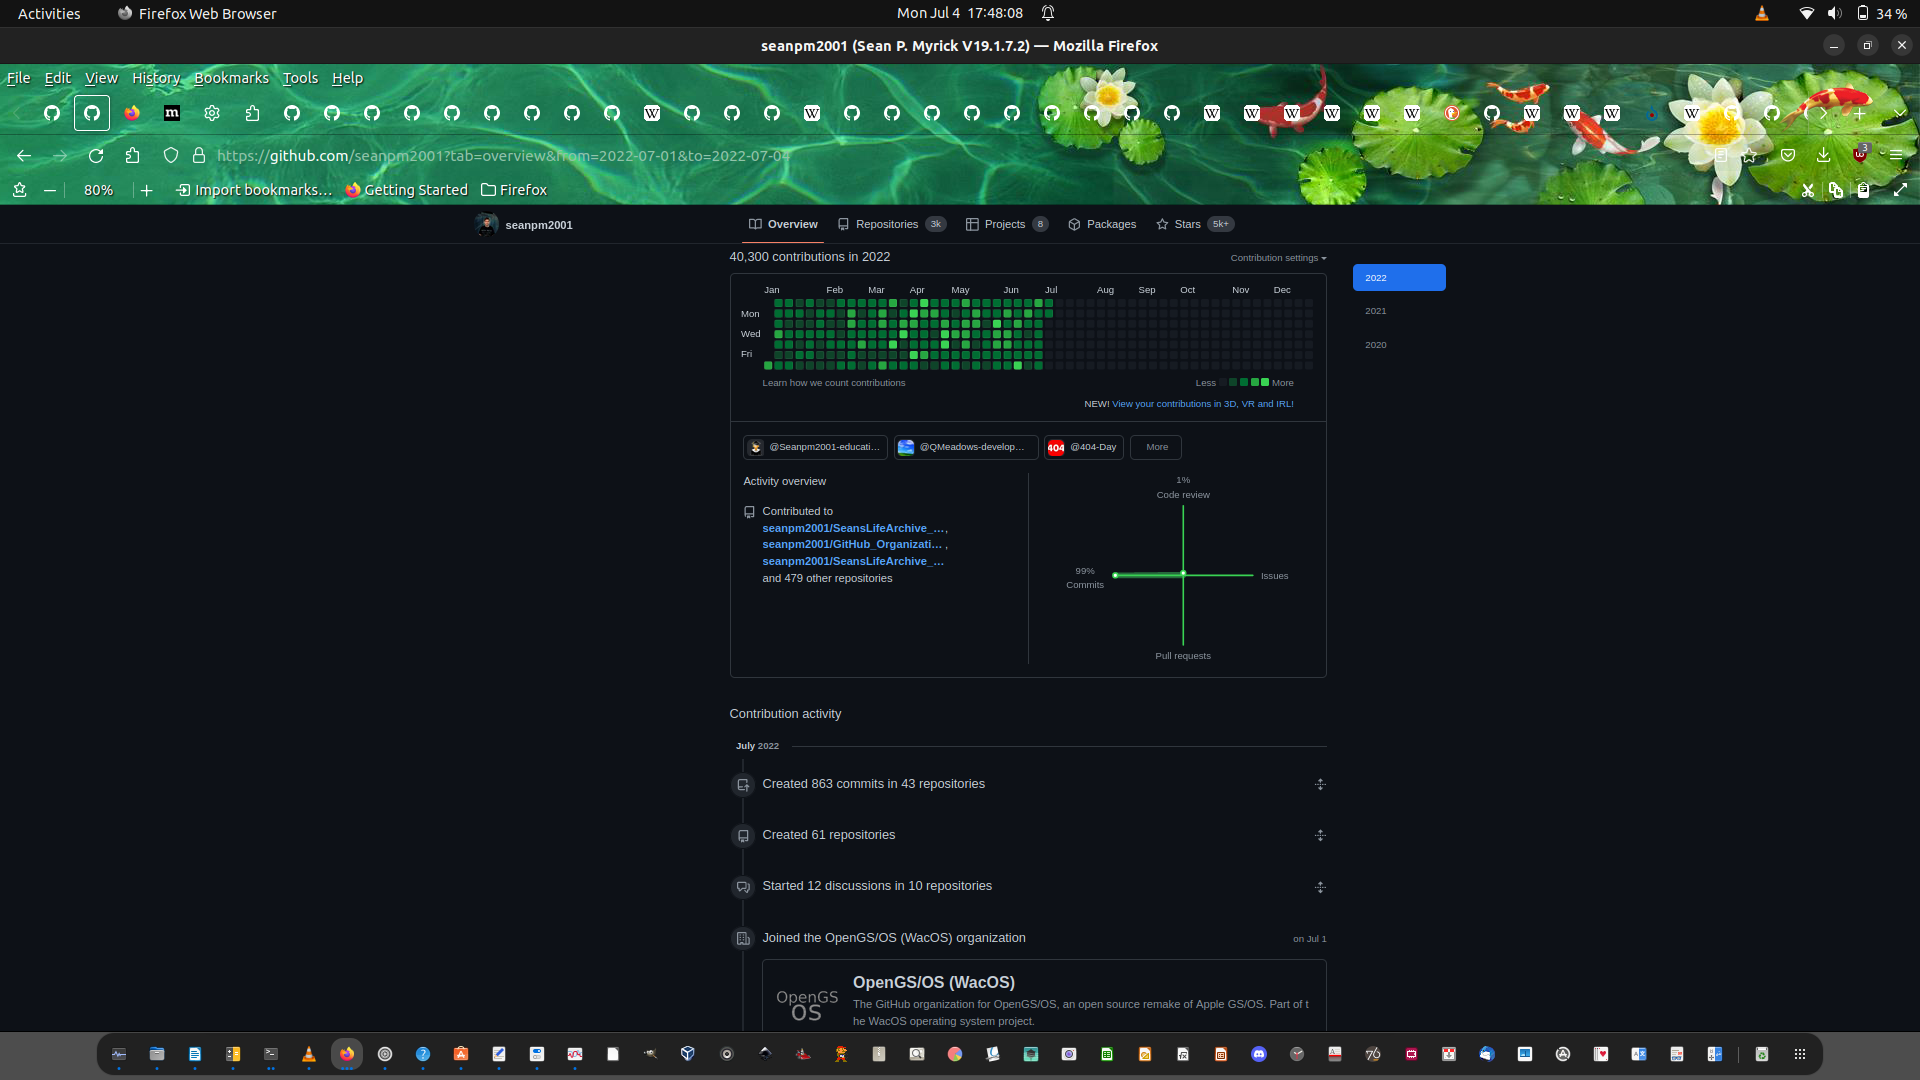 Activities
Firefox Web Browser
Mon Jul 4 17:48:08
34 %
seanpm2001 (Sean P. Myrick V19.1.7.2) — Mozilla Firefox
File Edit View History Bookmarks Tools Help
https://github.com/seanpm2001?tab=overview&from=2022-07-01&to=2022-07-04
3
80%
Import bookmarks…
Getting Started
Firefox
seanpm2001
Overview
Repositories 3k
Projects 8
Packages
Stars 5k+
40,300 contributions in 2022
Contribution settings
2022
2021
2020
Jan Feb Mar Apr May Jun Jul Aug Sep Oct Nov Dec
Mon
Wed
Fri
Learn how we count contributions
Less More
NEW! View your contributions in 3D, VR and IRL!
@Seanpm2001-educati…
@QMeadows-develop…
404 @404-Day
More
Activity overview
Contributed to
seanpm2001/SeansLifeArchive_…,
seanpm2001/GitHub_Organizati… ,
seanpm2001/SeansLifeArchive_…
and 479 other repositories
1%
Code review
99%
Commits
Issues
Pull requests
Contribution activity
July 2022
Created 863 commits in 43 repositories
Created 61 repositories
Started 12 discussions in 10 repositories
Joined the OpenGS/OS (WacOS) organization
on Jul 1
OpenGS
OS
OpenGS/OS (WacOS)
The GitHub organization for OpenGS/OS, an open source remake of Apple GS/OS. Part of t
he WacOS operating system project.